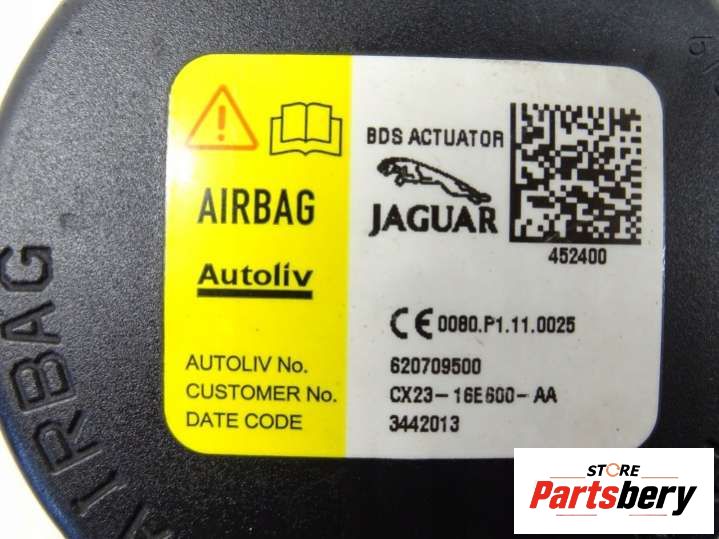 AIRBAG
BDS ACTUATOR
JAGUAR
452400
AIRBAG
Autoliv
CE 0080.P1.11.0025
AUTOLIV No. 620709500
CUSTOMER No. CX23-16E600-AA
DATE CODE 3442013
STORE
Partsbery